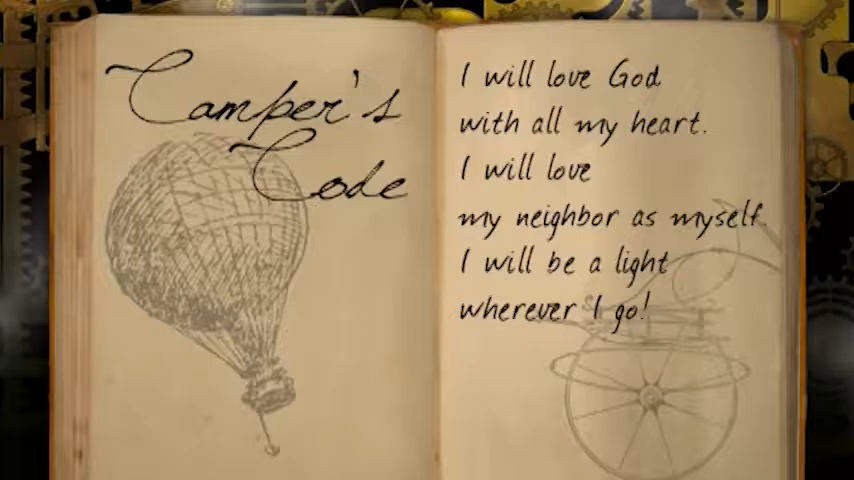 Camper's
Code
I will love God
with all my heart.
I will love
my neighbor as myself.
I will be a light
wherever I go!